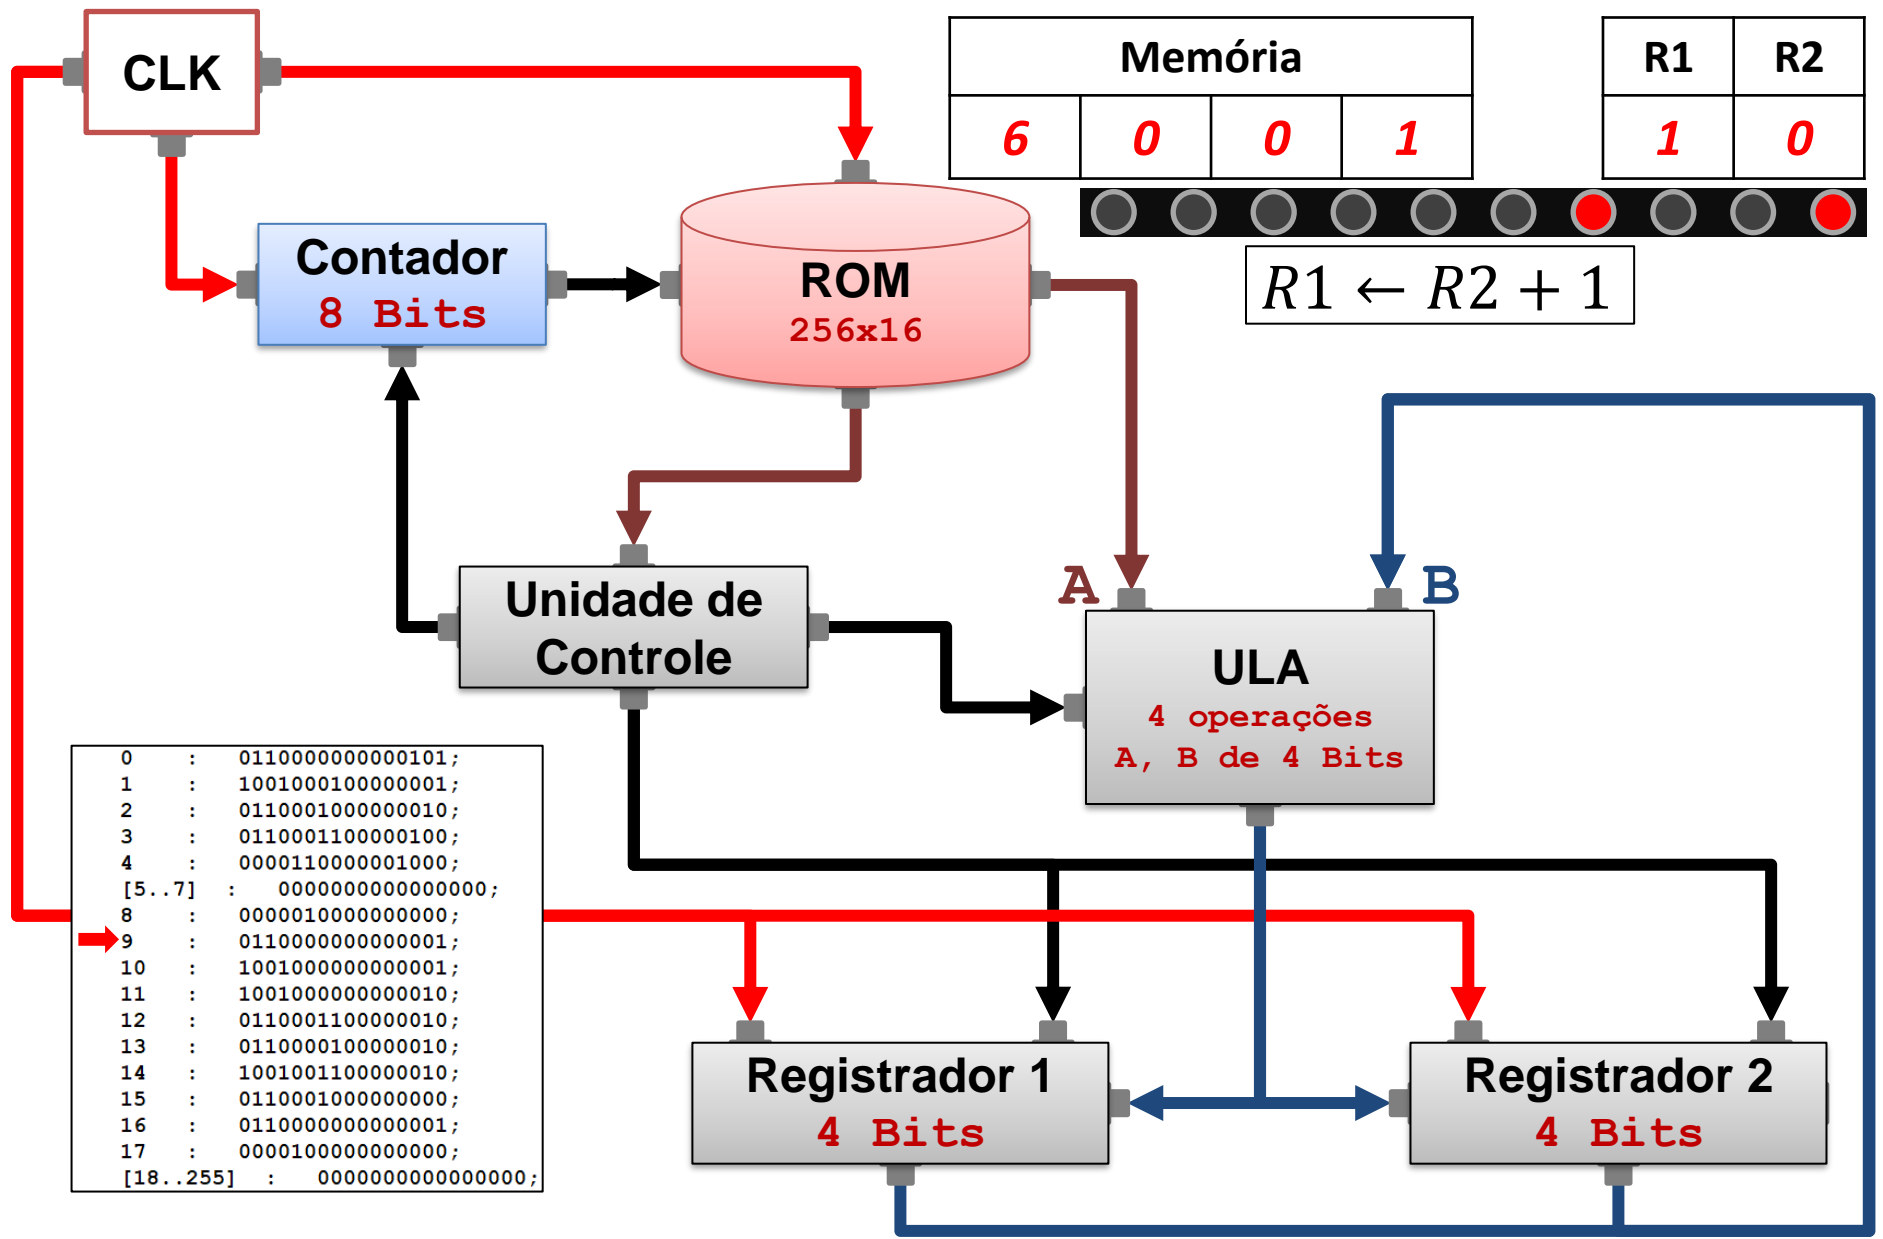 CLK
Memória
6 0 0 1
R1 R2
1 0
R1 ← R2 + 1
Contador
8 Bits
ROM
256x16
A
B
Unidade de
Controle
ULA
4 operações
A, B de 4 Bits
0 : 0110000000000101;
1 : 1001000100000001;
2 : 0110001000000010;
3 : 0110001100000100;
4 : 0000110000001000;
[5..7] : 0000000000000000;
8 : 0000010000000000;
9 : 0110000000000001;
10 : 1001000000000001;
11 : 1001000000000010;
12 : 0110001100000010;
13 : 0110000100000010;
14 : 1001001100000010;
15 : 0110001000000000;
16 : 0110000000000001;
17 : 0000100000000000;
[18..255] : 0000000000000000;
Registrador 1
4 Bits
Registrador 2
4 Bits